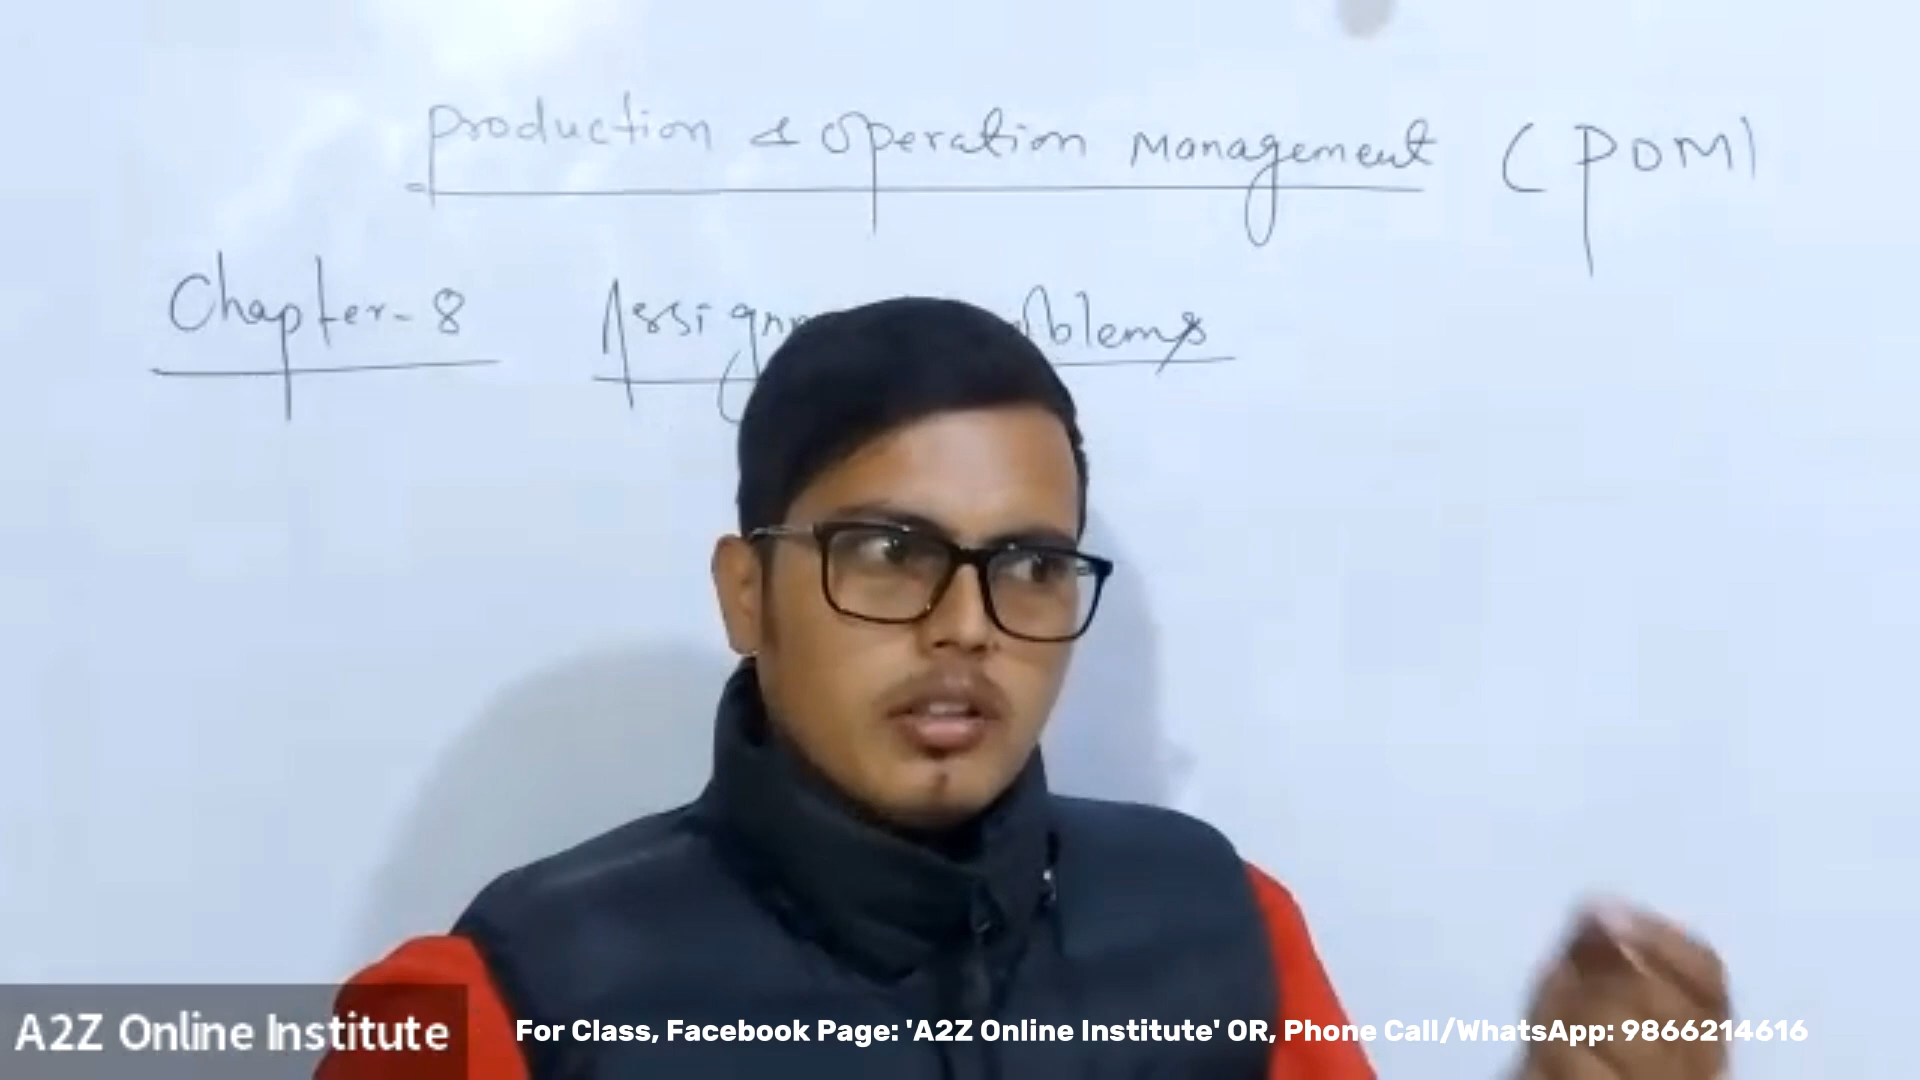 Production & Operation Management (POM)
Chapter-8
A2Z Online Institute
For Class, Facebook Page: 'A2Z Online Institute' OR, Phone Call/WhatsApp: 9866214616